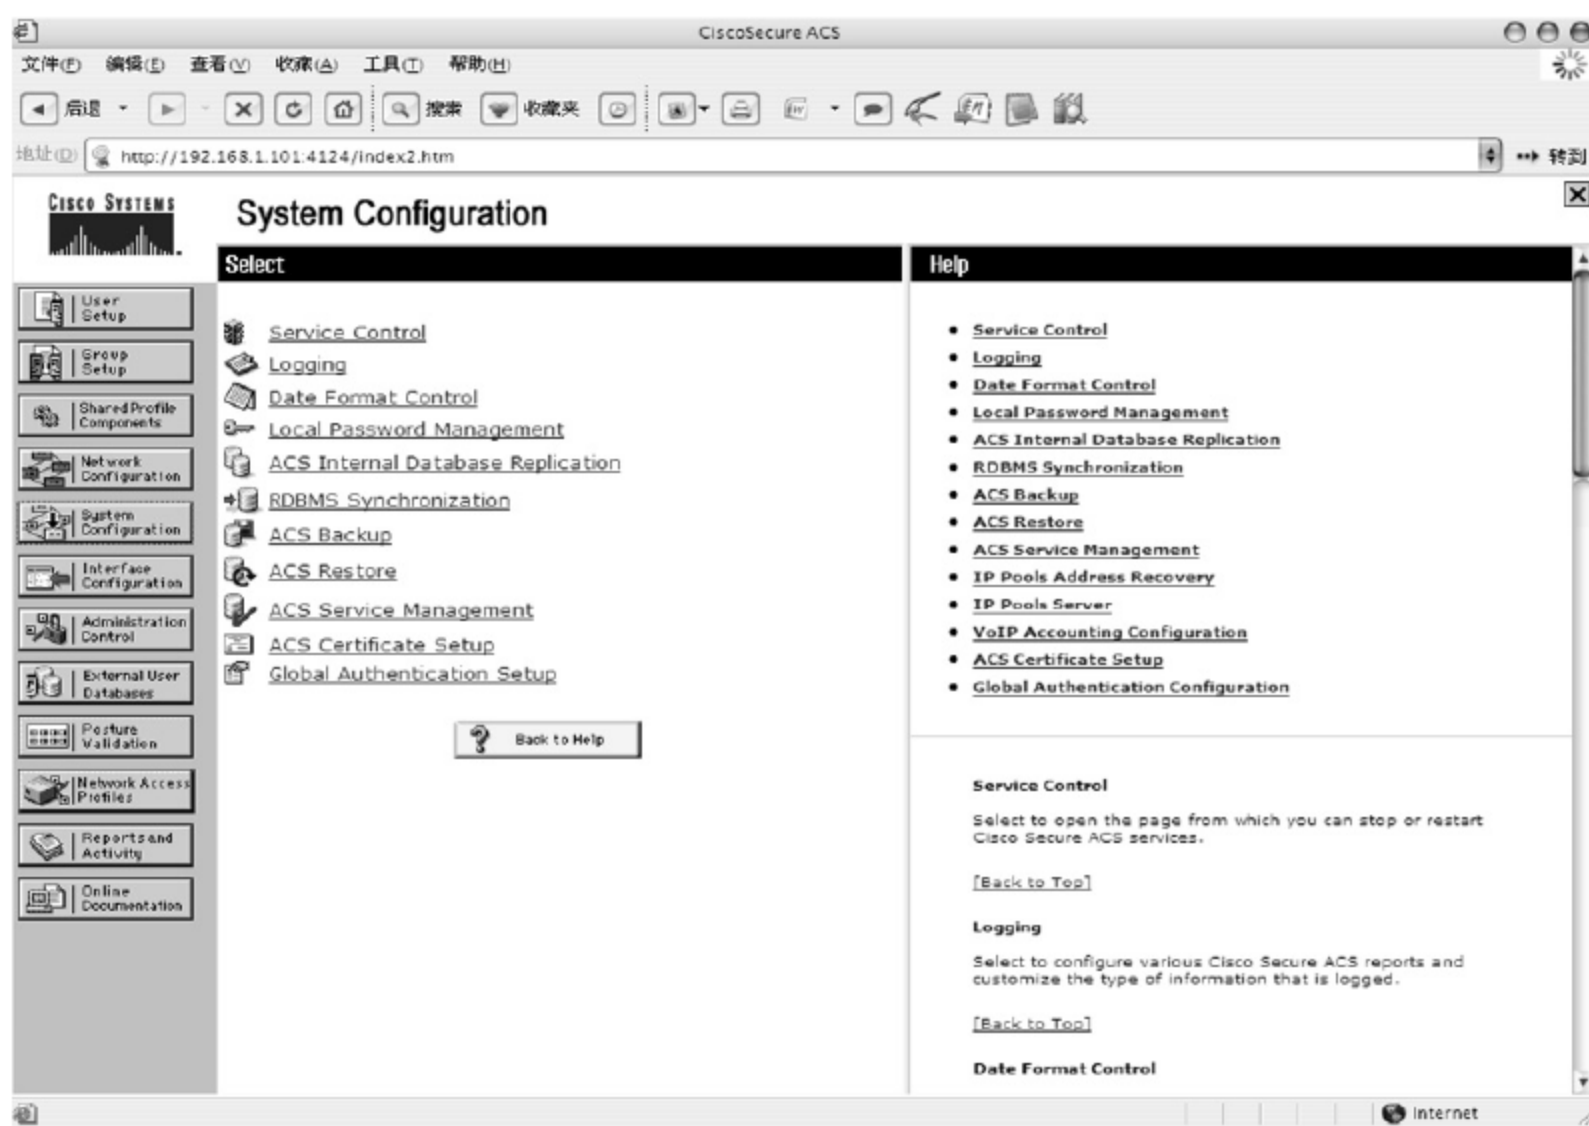 CiscoSecure ACS
文件(F) 编辑(E) 查看(V) 收藏(A) 工具(T) 帮助(H)
后退 搜索 收藏夹
地址(D) http://192.168.1.101:4124/index2.htm 转到
CISCO SYSTEMS
System Configuration
Select
Help
User Setup
Group Setup
Shared Profile Components
Network Configuration
System Configuration
Interface Configuration
Administration Control
External User Databases
Posture Validation
Network Access Profiles
Reports and Activity
Online Documentation
Service Control
Logging
Date Format Control
Local Password Management
ACS Internal Database Replication
RDBMS Synchronization
ACS Backup
ACS Restore
ACS Service Management
ACS Certificate Setup
Global Authentication Setup
Back to Help
Service Control
Logging
Date Format Control
Local Password Management
ACS Internal Database Replication
RDBMS Synchronization
ACS Backup
ACS Restore
ACS Service Management
IP Pools Address Recovery
IP Pools Server
VoIP Accounting Configuration
ACS Certificate Setup
Global Authentication Configuration
Service Control
Select to open the page from which you can stop or restart
Cisco Secure ACS services.
[Back to Top]
Logging
Select to configure various Cisco Secure ACS reports and
customize the type of information that is logged.
[Back to Top]
Date Format Control
Internet